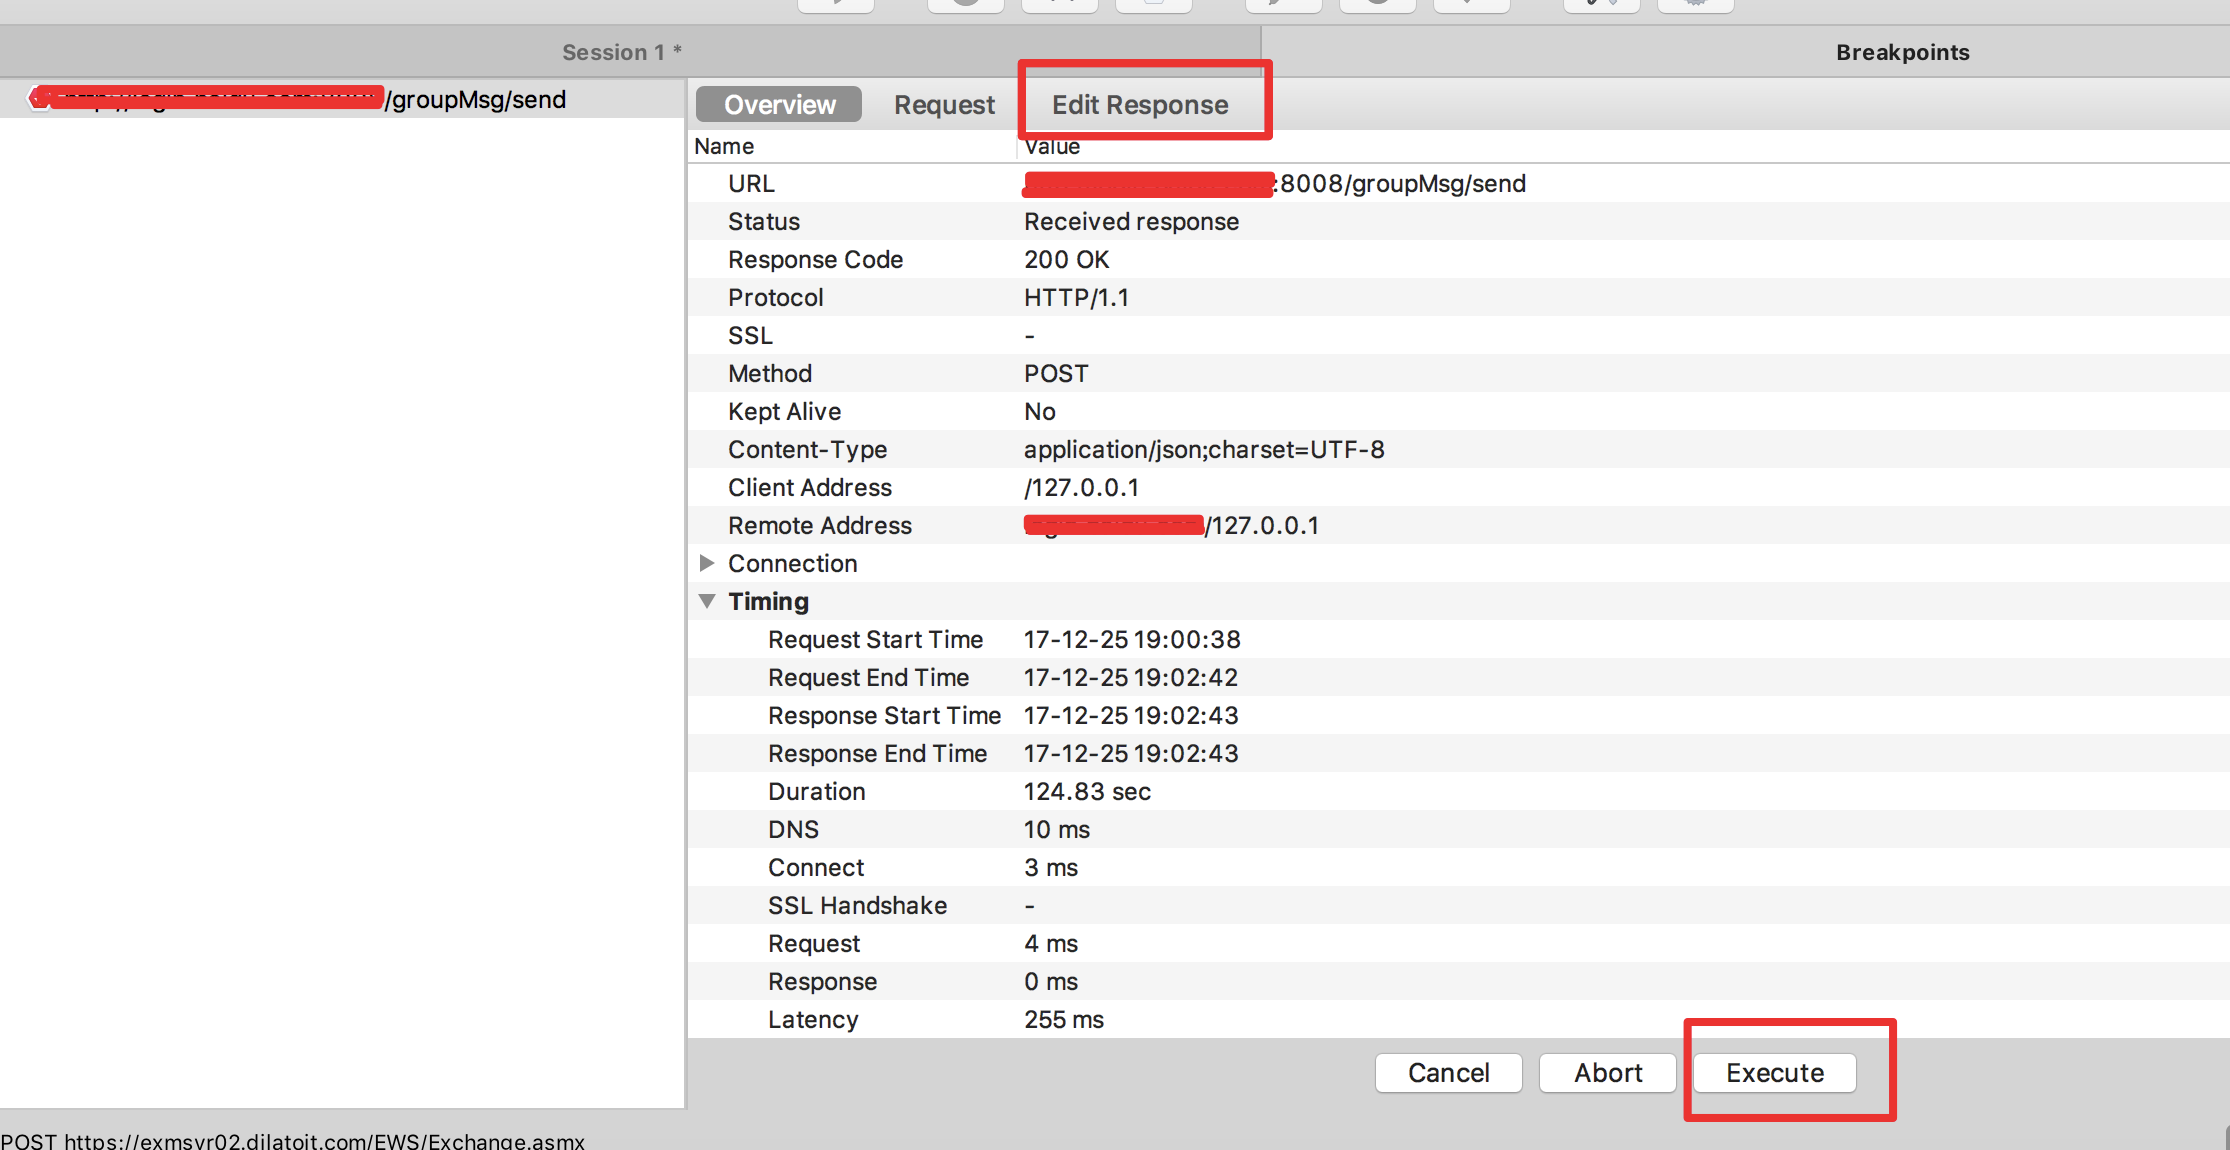 Session 1 *
Breakpoints
/groupMsg/send
Overview Request Edit Response
Name Value
URL :8008/groupMsg/send
Status Received response
Response Code 200 OK
Protocol HTTP/1.1
SSL -
Method POST
Kept Alive No
Content-Type application/json;charset=UTF-8
Client Address /127.0.0.1
Remote Address /127.0.0.1
Connection
Timing
Request Start Time 17-12-25 19:00:38
Request End Time 17-12-25 19:02:42
Response Start Time 17-12-25 19:02:43
Response End Time 17-12-25 19:02:43
Duration 124.83 sec
DNS 10 ms
Connect 3 ms
SSL Handshake -
Request 4 ms
Response 0 ms
Latency 255 ms
Cancel Abort Execute
POST https://exmsvr02.dilatoit.com/EWS/Exchange.asmx